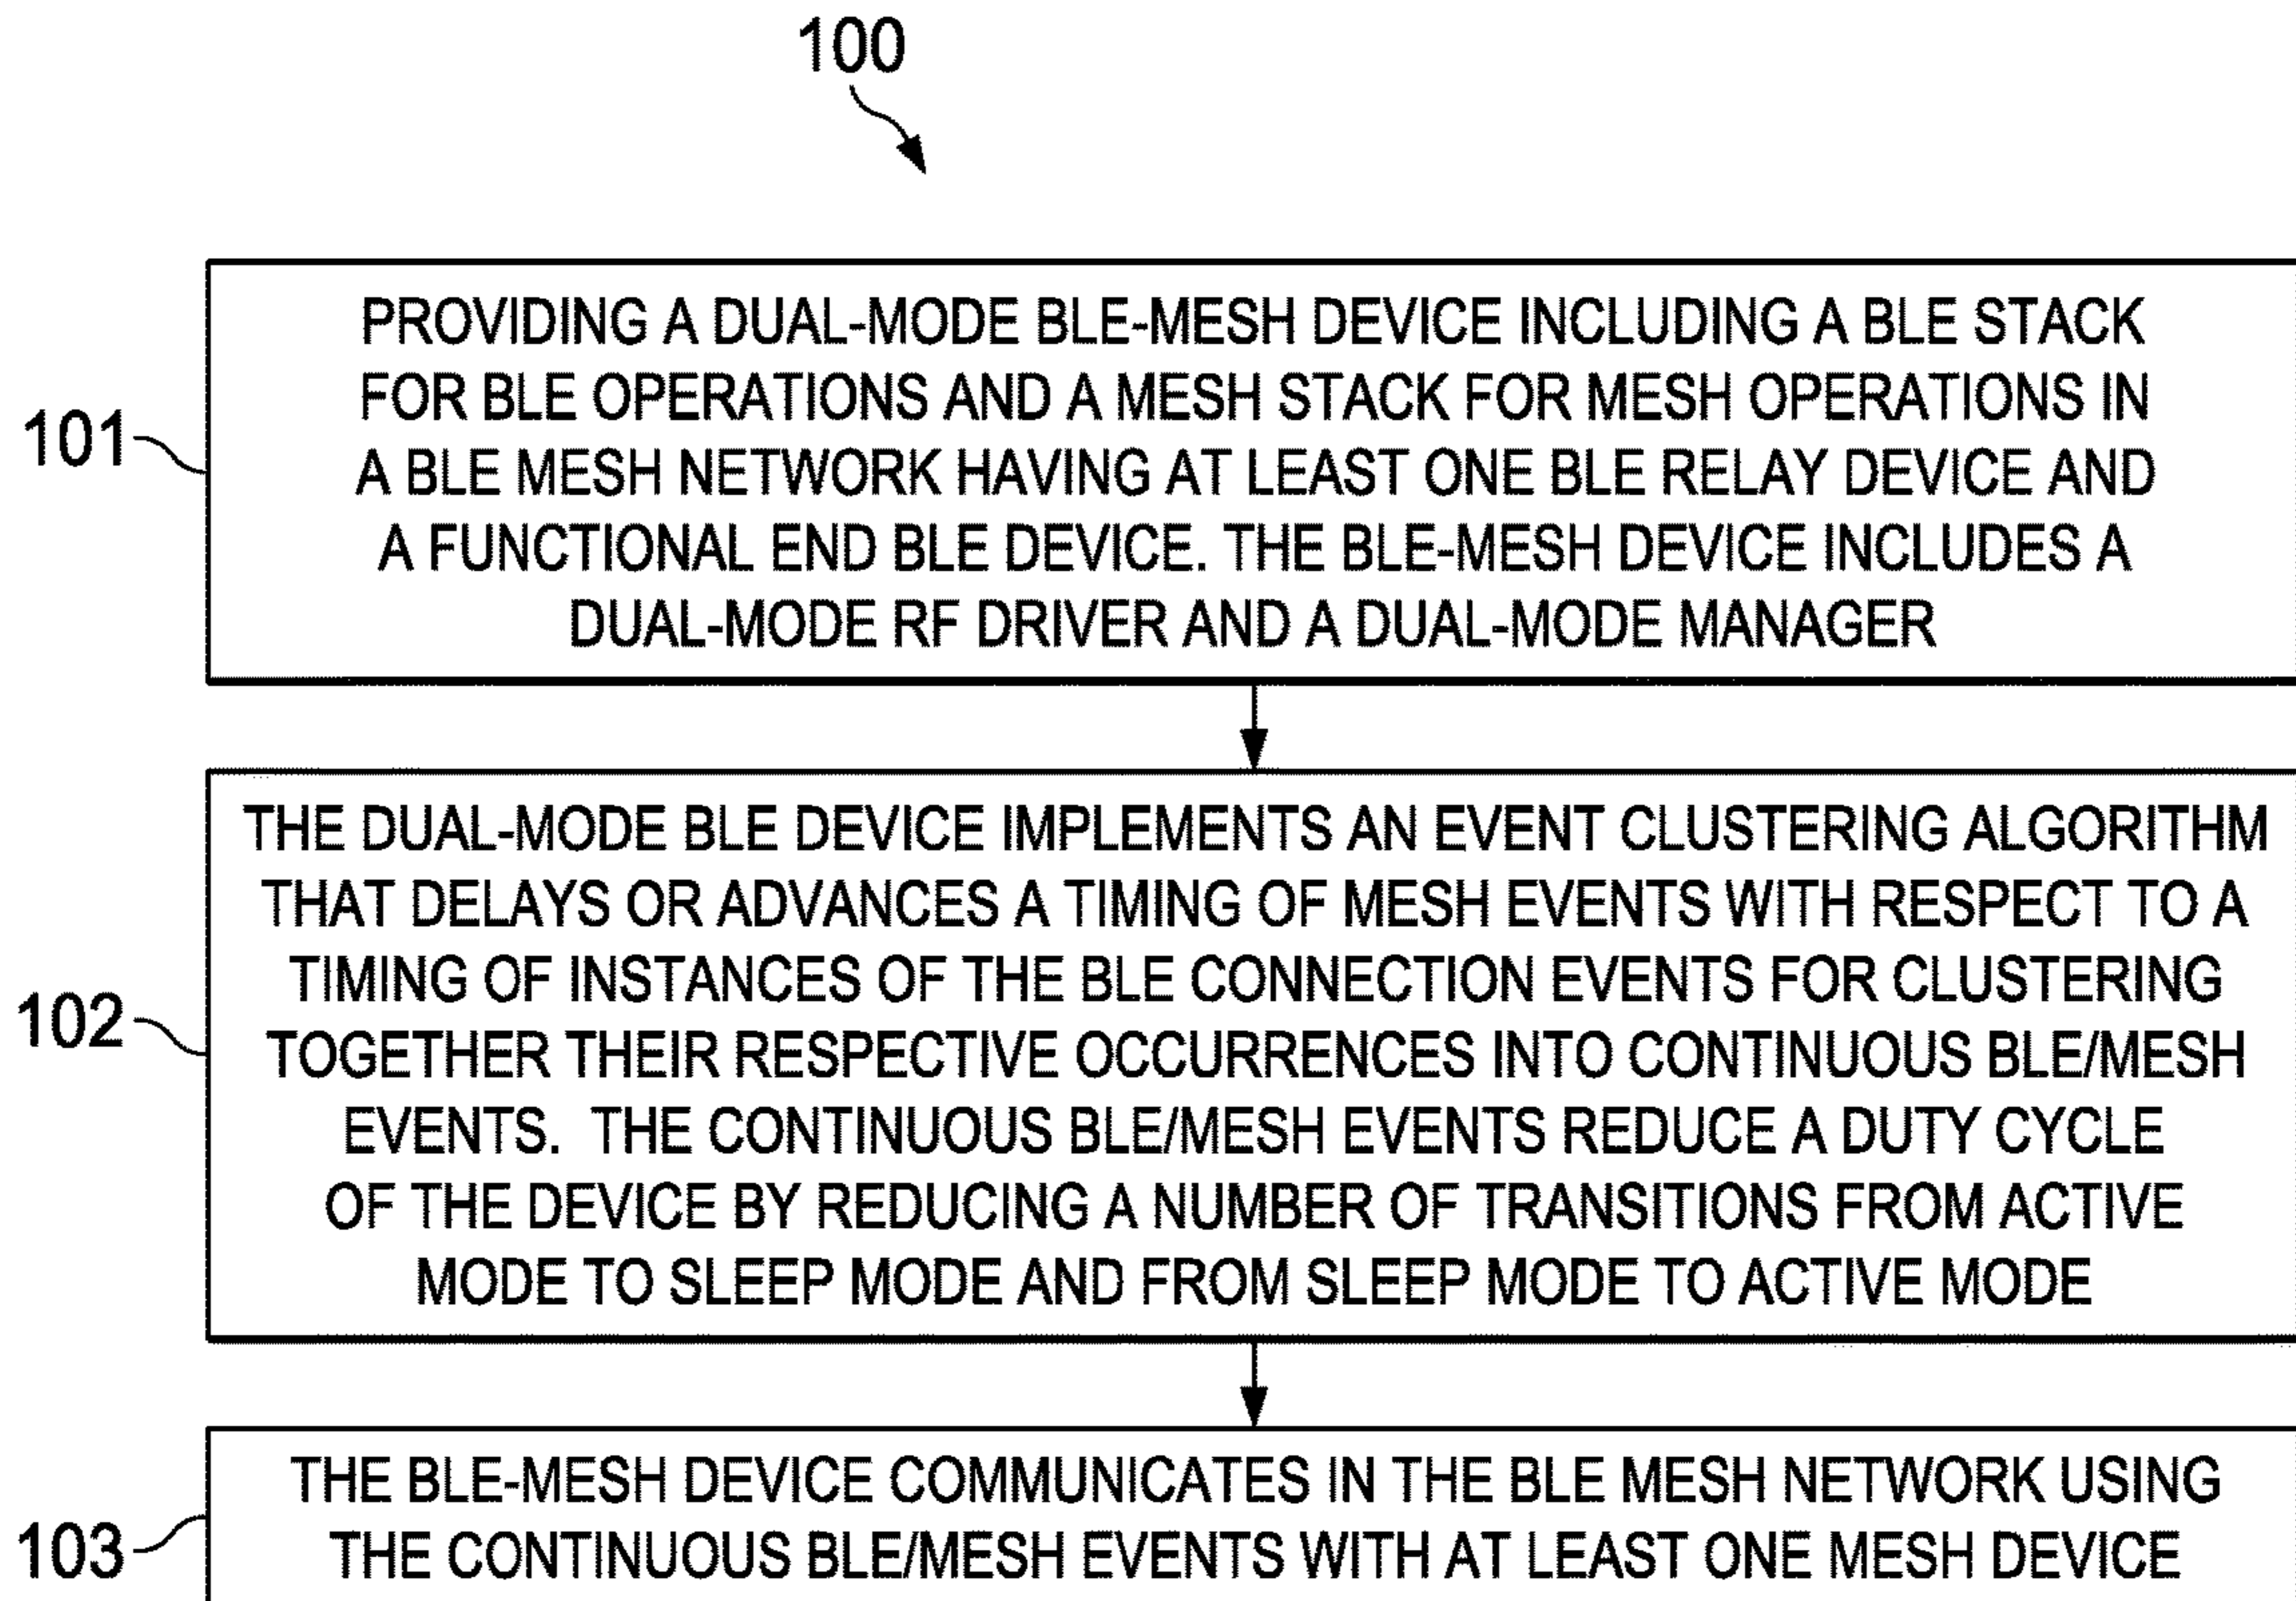 100
101
PROVIDING A DUAL-MODE BLE-MESH DEVICE INCLUDING A BLE STACK
FOR BLE OPERATIONS AND A MESH STACK FOR MESH OPERATIONS IN
A BLE MESH NETWORK HAVING AT LEAST ONE BLE RELAY DEVICE AND
A FUNCTIONAL END BLE DEVICE. THE BLE-MESH DEVICE INCLUDES A
DUAL-MODE RF DRIVER AND A DUAL-MODE MANAGER
102
THE DUAL-MODE BLE DEVICE IMPLEMENTS AN EVENT CLUSTERING ALGORITHM
THAT DELAYS OR ADVANCES A TIMING OF MESH EVENTS WITH RESPECT TO A
TIMING OF INSTANCES OF THE BLE CONNECTION EVENTS FOR CLUSTERING
TOGETHER THEIR RESPECTIVE OCCURRENCES INTO CONTINUOUS BLE/MESH
EVENTS. THE CONTINUOUS BLE/MESH EVENTS REDUCE A DUTY CYCLE
OF THE DEVICE BY REDUCING A NUMBER OF TRANSITIONS FROM ACTIVE
MODE TO SLEEP MODE AND FROM SLEEP MODE TO ACTIVE MODE
103
THE BLE-MESH DEVICE COMMUNICATES IN THE BLE MESH NETWORK USING
THE CONTINUOUS BLE/MESH EVENTS WITH AT LEAST ONE MESH DEVICE